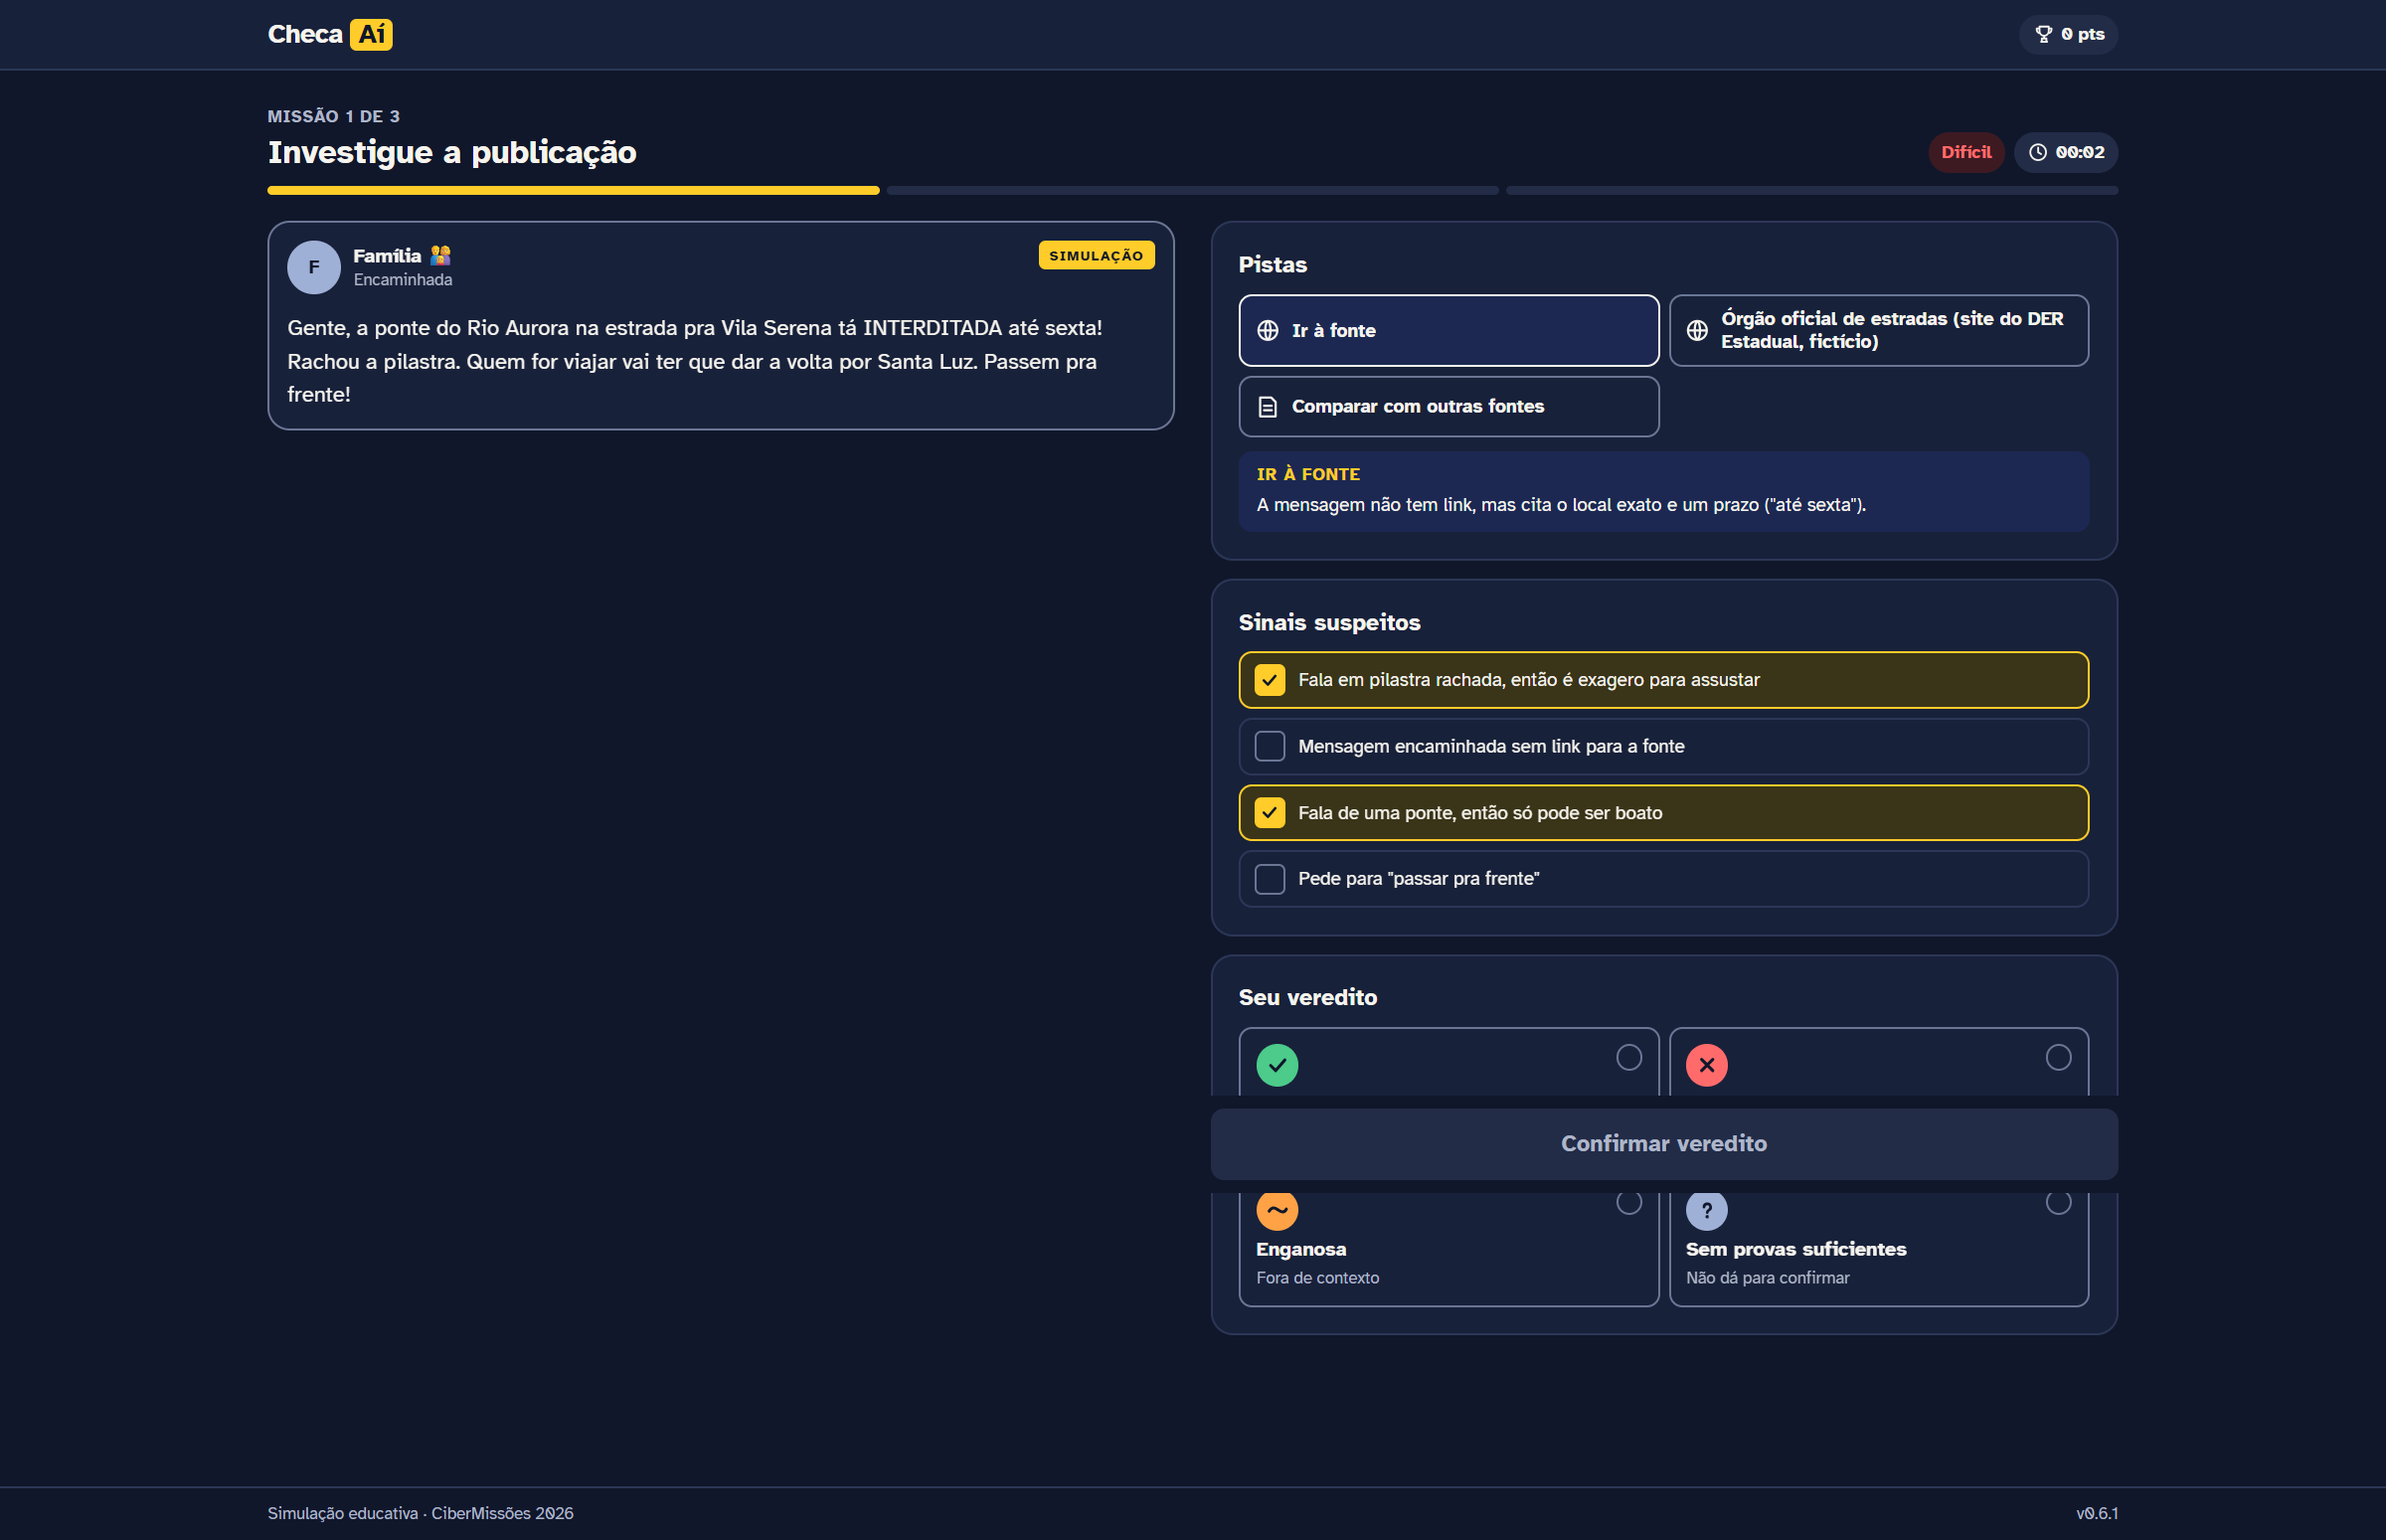 Checa Aí
0 pts
MISSÃO 1 DE 3
Investigue a publicação
Difícil
00:02
F
Família
Encaminhada
SIMULAÇÃO
Gente, a ponte do Rio Aurora na estrada pra Vila Serena tá INTERDITADA até sexta!
Rachou a pilastra. Quem for viajar vai ter que dar a volta por Santa Luz. Passem pra
frente!
Pistas
Ir à fonte
Órgão oficial de estradas (site do DER
Estadual, fictício)
Comparar com outras fontes
IR À FONTE
A mensagem não tem link, mas cita o local exato e um prazo ("até sexta").
Sinais suspeitos
Fala em pilastra rachada, então é exagero para assustar
Mensagem encaminhada sem link para a fonte
Fala de uma ponte, então só pode ser boato
Pede para "passar pra frente"
Seu veredito
Confirmar veredito
?
Enganosa
Fora de contexto
Sem provas suficientes
Não dá para confirmar
Simulação educativa · CiberMissões 2026
v0.6.1